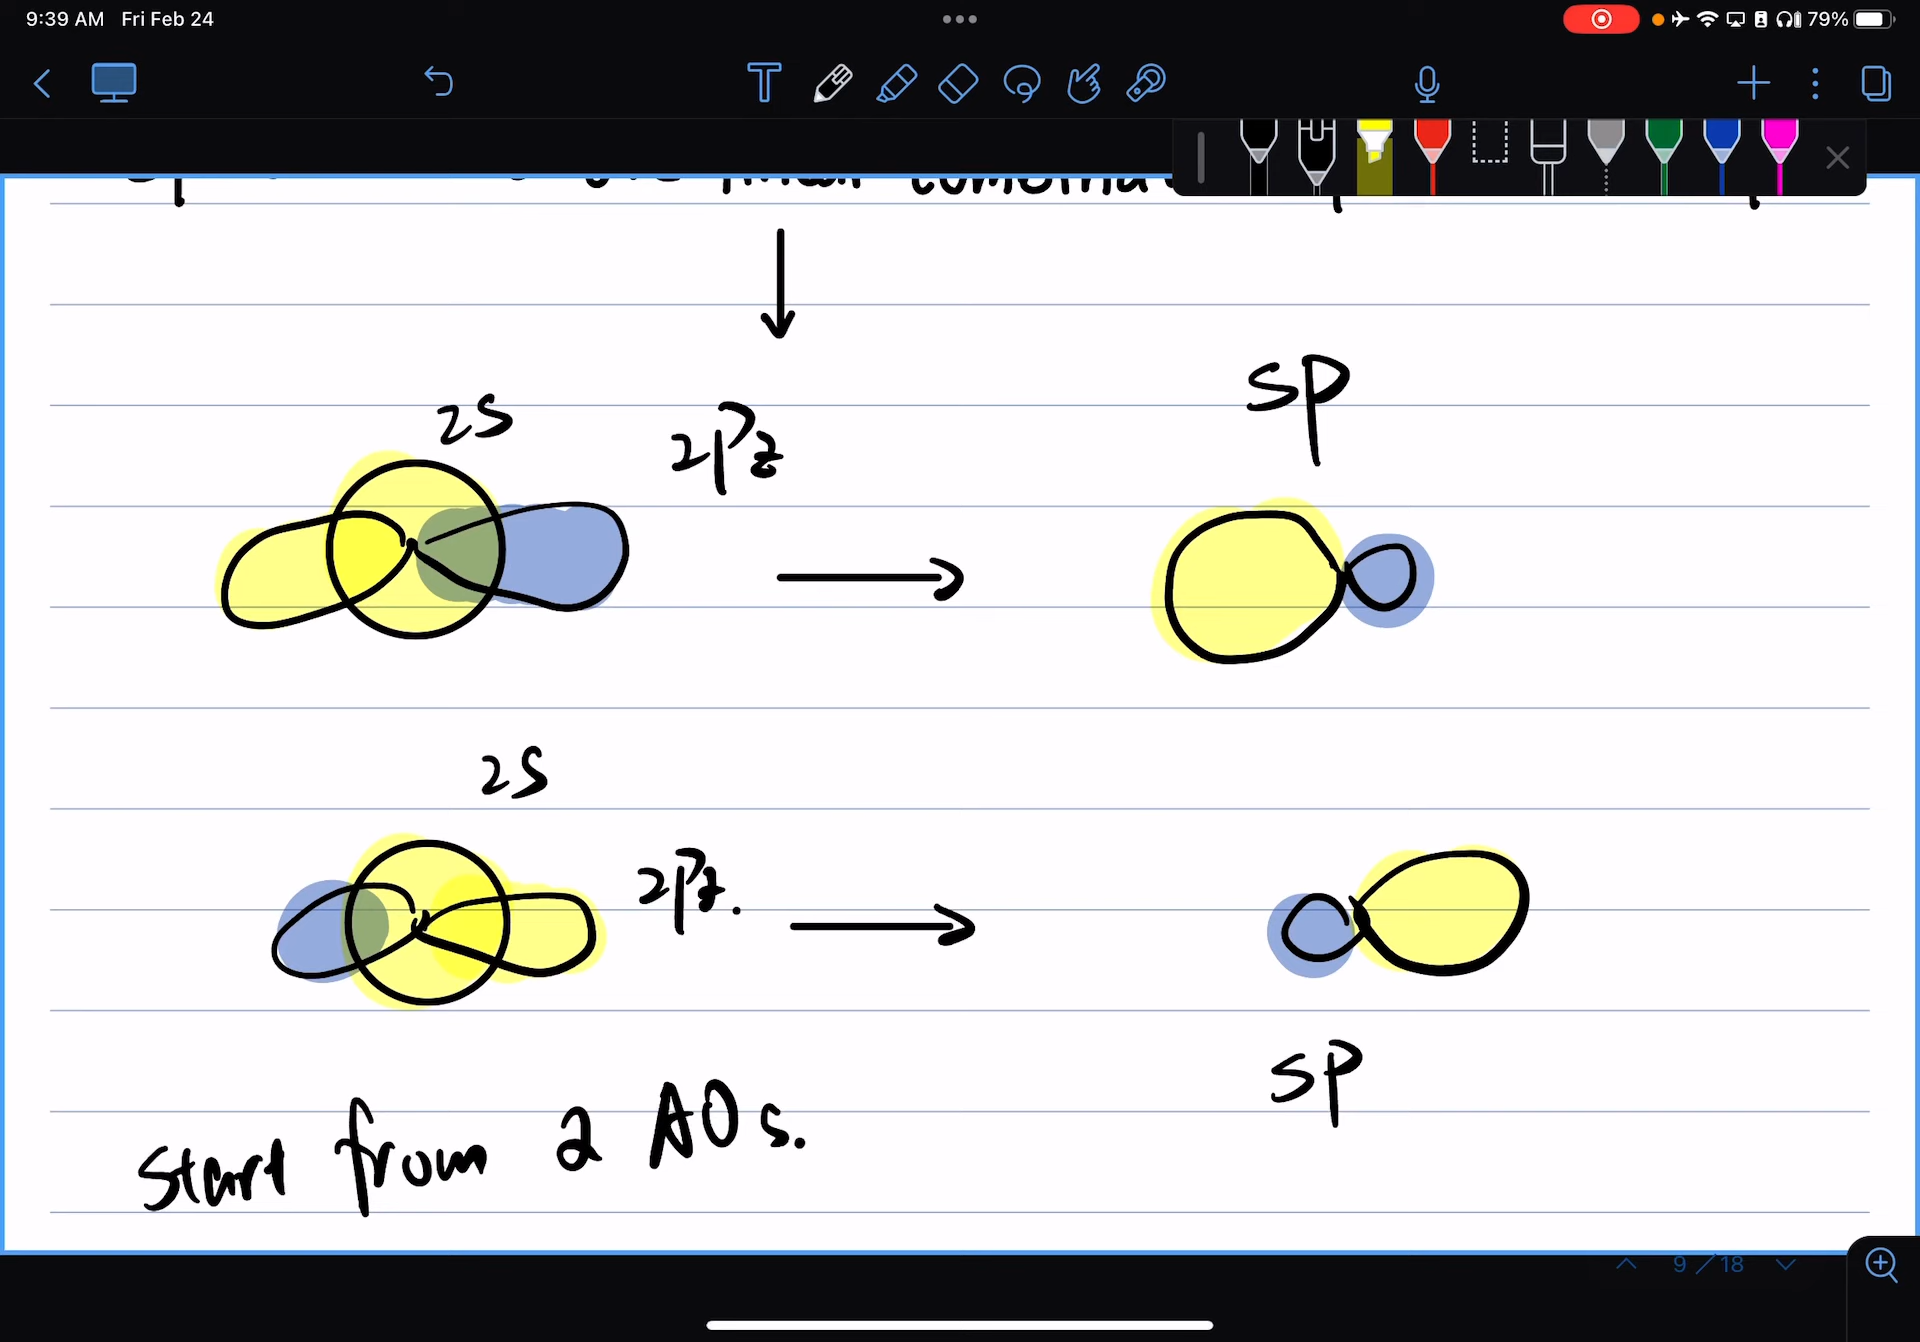 9:39 AM Fri Feb 24
79%
2s
2Pz
sp
2s
2Pz.
sp
Start from 2 AOs.
9 / 18